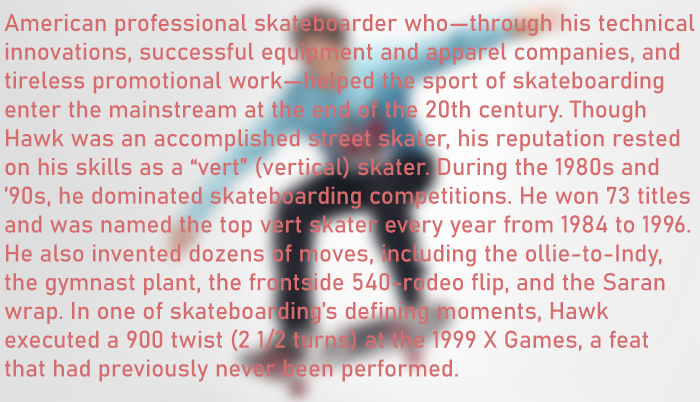 American professional skateboarder who—through his technical
innovations, successful equipment and apparel companies, and
tireless promotional work—helped the sport of skateboarding
enter the mainstream at the end of the 20th century. Though
Hawk was an accomplished street skater, his reputation rested
on his skills as a “vert” (vertical) skater. During the 1980s and
’90s, he dominated skateboarding competitions. He won 73 titles
and was named the top vert skater every year from 1984 to 1996.
He also invented dozens of moves, including the ollie-to-Indy,
the gymnast plant, the frontside 540-rodeo flip, and the Saran
wrap. In one of skateboarding’s defining moments, Hawk
executed a 900 twist (2 1/2 turns) at the 1999 X Games, a feat
that had previously never been performed.